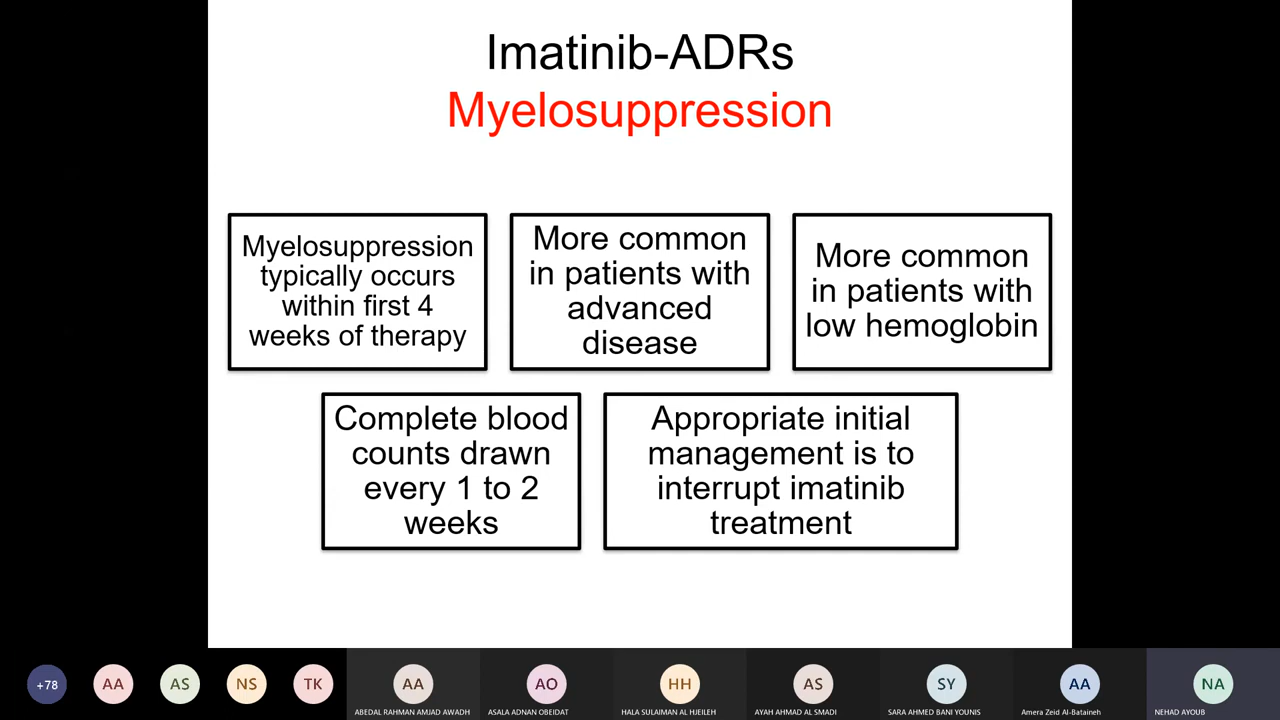 Imatinib-ADRs
Myelosuppression
Myelosuppression
typically occurs
within first 4
weeks of therapy
More common
in patients with
advanced
disease
More common
in patients with
low hemoglobin
Complete blood
counts drawn
every 1 to 2
weeks
Appropriate initial
management is to
interrupt imatinib
treatment
+78
AA
AS
NS
TK
AA
ABEDAL RAHMAN AMJAD AWADH
AO
ASALA ADNAN OBEIDAT
HH
HALA SULAIMAN AL HJEILEH
AS
AYAH AHMAD AL SMADI
SY
SARA AHMED BANI YOUNIS
AA
Amera Zeid Al-Bataineh
NA
NEHAD AYOUB